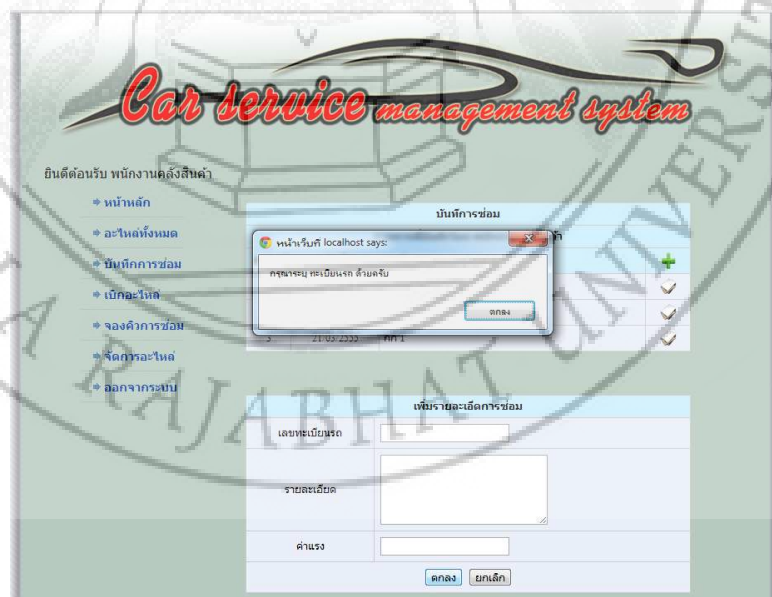 Car service management system
ยินดีต้อนรับ พนักงานคลังสินค้า
หน้าหลัก
อะไหล่ทั้งหมด
บันทึกการซ่อม
เบิกอะไหล่
จองคิวการซ่อม
จัดการอะไหล่
ออกจากระบบ
บันทึการซ่อม
หน้าเว็บที่ localhost says:
กรุณาระบุ ทะเบียนรถ ด้วยครับ
ตกลง
3 21-03-2555 กก 1
เพิ่มรายละเอียดการซ่อม
เลขทะเบียนรถ
รายละเอียด
ค่าแรง
ตกลง ยกเลิก
RAJABHAT UNIVERS